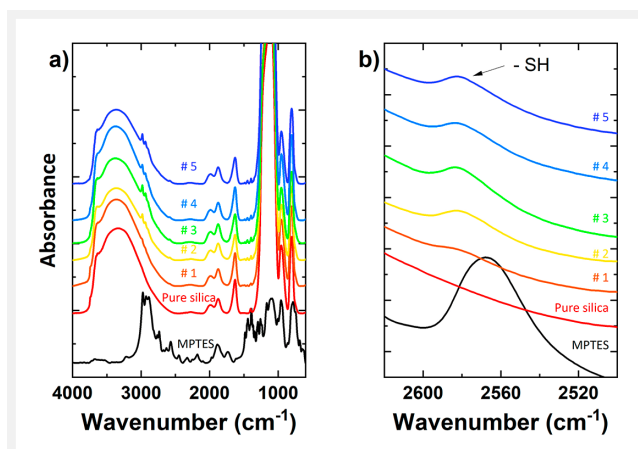 a)
Absorbance
# 5
# 4
# 3
# 2
# 1
Pure silica
MPTES
4000 3000 2000 1000
Wavenumber (cm⁻¹)
b)
- SH
# 5
# 4
# 3
# 2
# 1
Pure silica
MPTES
2600 2560 2520
Wavenumber (cm⁻¹)